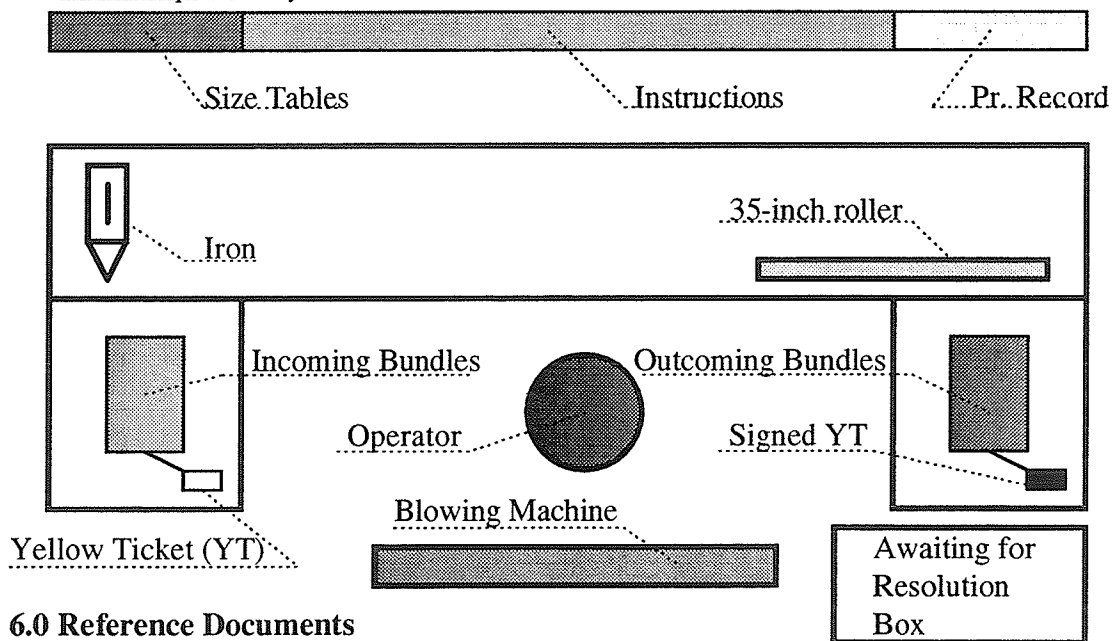 Size Tables
Instructions
Pr. Record
35-inch roller
Iron
Incoming Bundles
Outcoming Bundles
Operator
Signed YT
Blowing Machine
Yellow Ticket (YT)
Awaiting for
Resolution
Box
6.0 Reference Documents